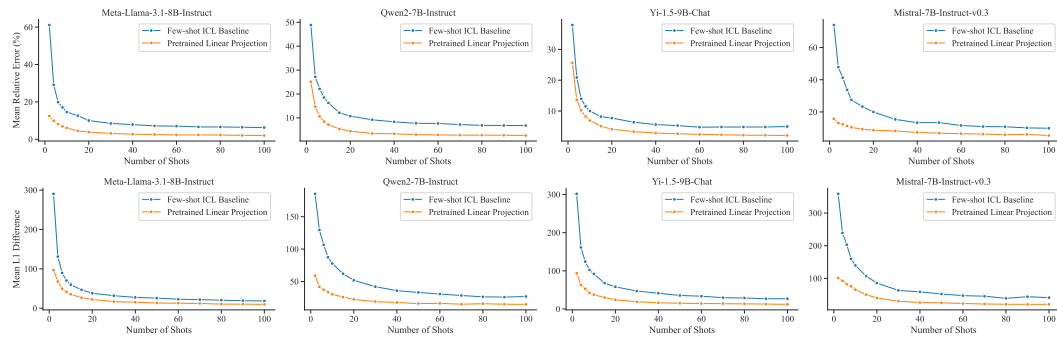 Meta-Llama-3.1-8B-Instruct
Mean Relative Error (%)
60
40
20
0
0 20 40 60 80 100
Number of Shots
Few-shot ICL Baseline
Pretrained Linear Projection
Qwen2-7B-Instruct
50
40
30
20
10
0 20 40 60 80 100
Number of Shots
Few-shot ICL Baseline
Pretrained Linear Projection
Yi-1.5-9B-Chat
30
20
10
0 20 40 60 80 100
Number of Shots
Few-shot ICL Baseline
Pretrained Linear Projection
Mistral-7B-Instruct-v0.3
60
40
20
0 20 40 60 80 100
Number of Shots
Few-shot ICL Baseline
Pretrained Linear Projection
Meta-Llama-3.1-8B-Instruct
Mean L1 Difference
300
200
100
0
0 20 40 60 80 100
Number of Shots
Few-shot ICL Baseline
Pretrained Linear Projection
Qwen2-7B-Instruct
150
100
50
0 20 40 60 80 100
Number of Shots
Few-shot ICL Baseline
Pretrained Linear Projection
Yi-1.5-9B-Chat
300
200
100
0
0 20 40 60 80 100
Number of Shots
Few-shot ICL Baseline
Pretrained Linear Projection
Mistral-7B-Instruct-v0.3
300
200
100
0 20 40 60 80 100
Number of Shots
Few-shot ICL Baseline
Pretrained Linear Projection